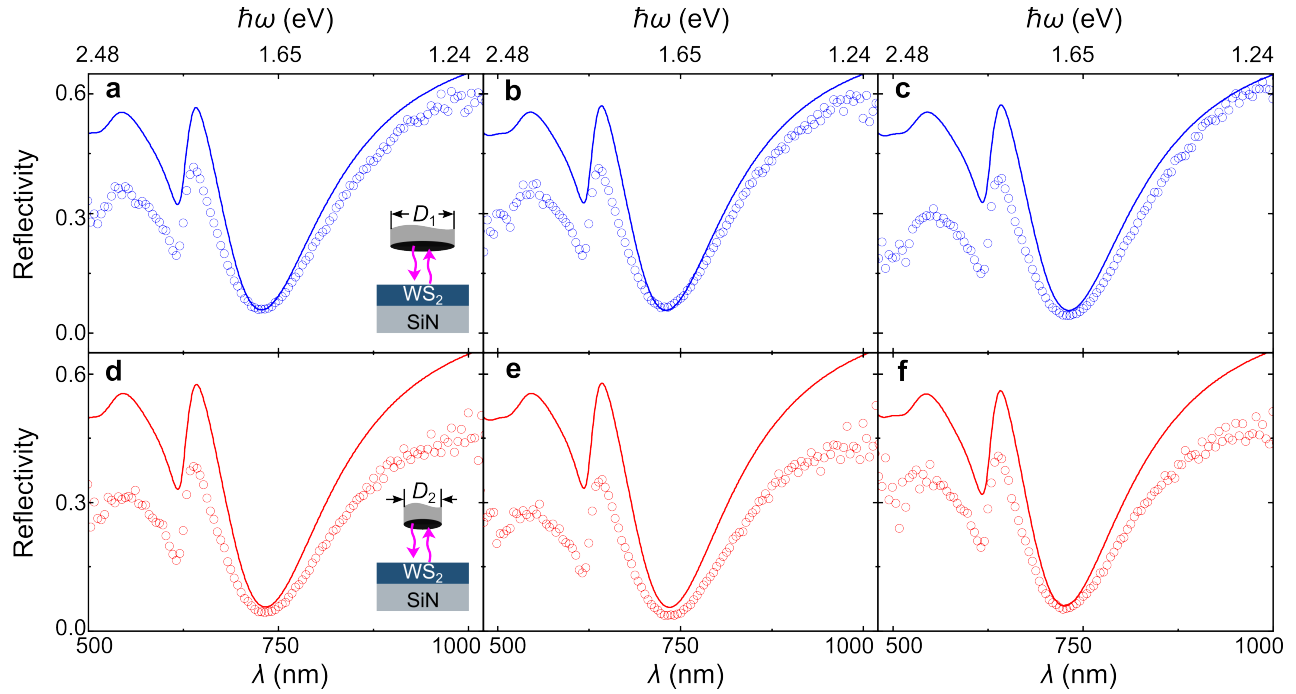 ħω (eV) ħω (eV) ħω (eV)
2.48 1.65 1.24 2.48 1.65 1.24 2.48 1.65 1.24
a b c
0.6
Reflectivity
0.3
D₁
WS₂
SiN
0.0
d e f
0.6
Reflectivity
0.3
D₂
WS₂
SiN
0.0
500 750 1000 500 750 1000 500 750 1000
λ (nm) λ (nm) λ (nm)